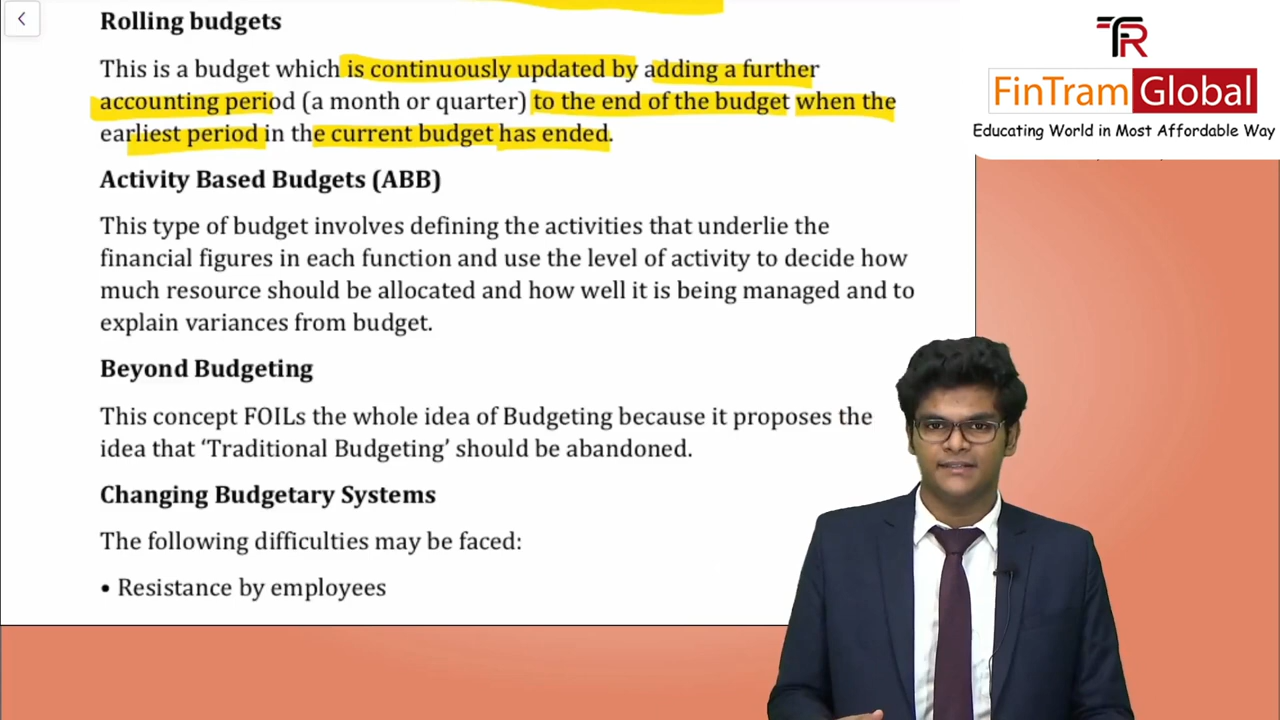 Rolling budgets
This is a budget which is continuously updated by adding a further
accounting period (a month or quarter) to the end of the budget when the
earliest period in the current budget has ended.
Activity Based Budgets (ABB)
This type of budget involves defining the activities that underlie the
financial figures in each function and use the level of activity to decide how
much resource should be allocated and how well it is being managed and to
explain variances from budget.
Beyond Budgeting
This concept FOILs the whole idea of Budgeting because it proposes the
idea that ‘Traditional Budgeting’ should be abandoned.
Changing Budgetary Systems
The following difficulties may be faced:
• Resistance by employees
FinTram Global
Educating World in Most Affordable Way